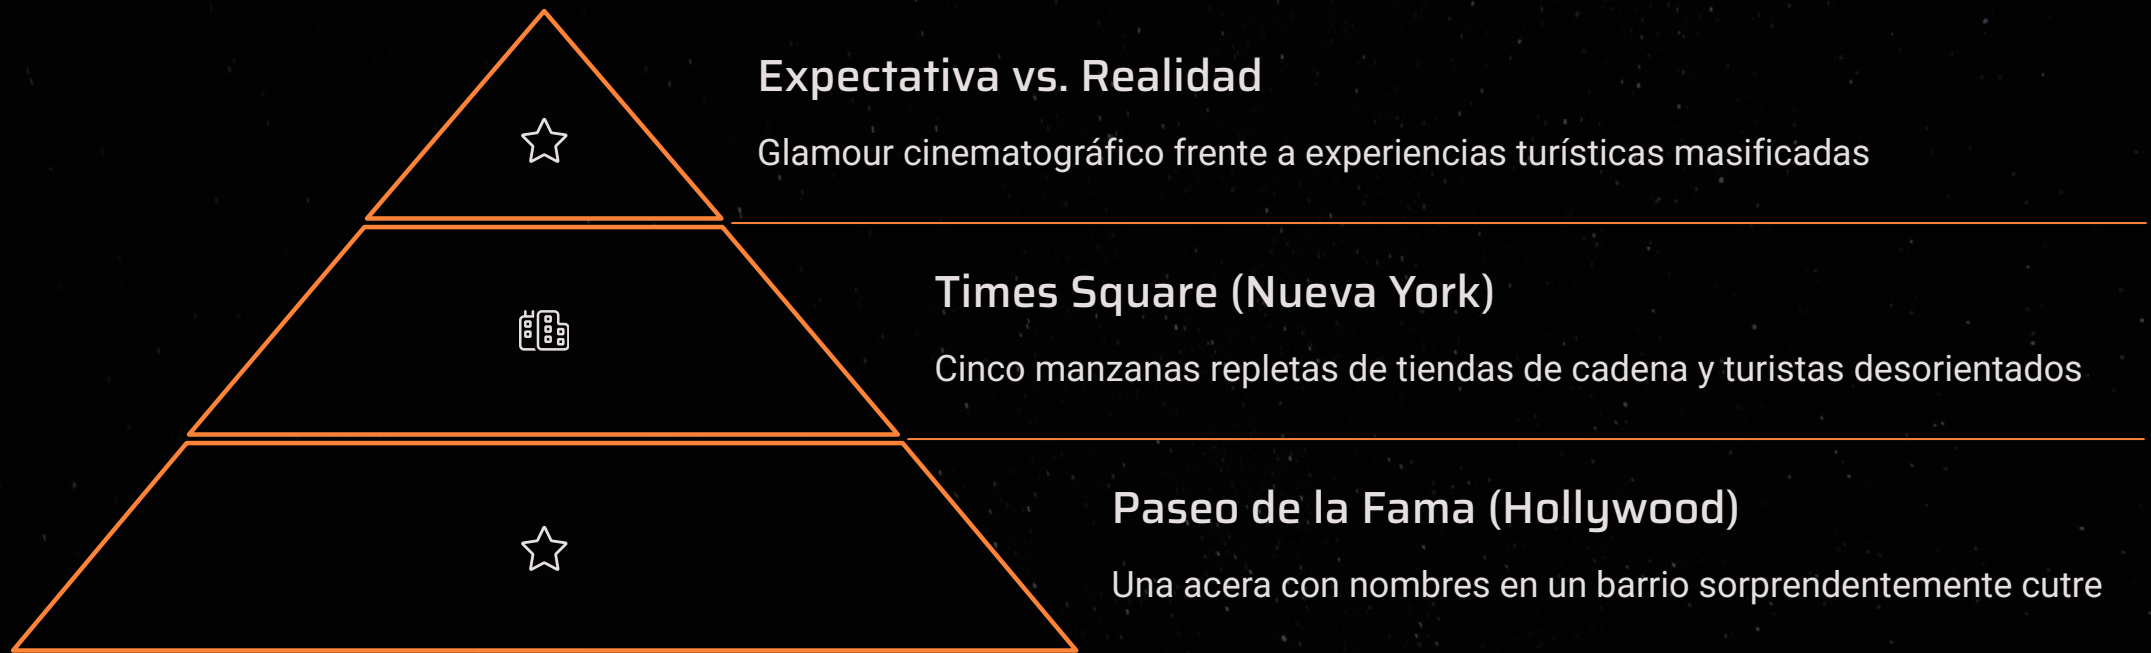 Expectativa vs. Realidad
Glamour cinematográfico frente a experiencias turísticas masificadas
Times Square (Nueva York)
Cinco manzanas repletas de tiendas de cadena y turistas desorientados
Paseo de la Fama (Hollywood)
Una acera con nombres en un barrio sorprendentemente cutre